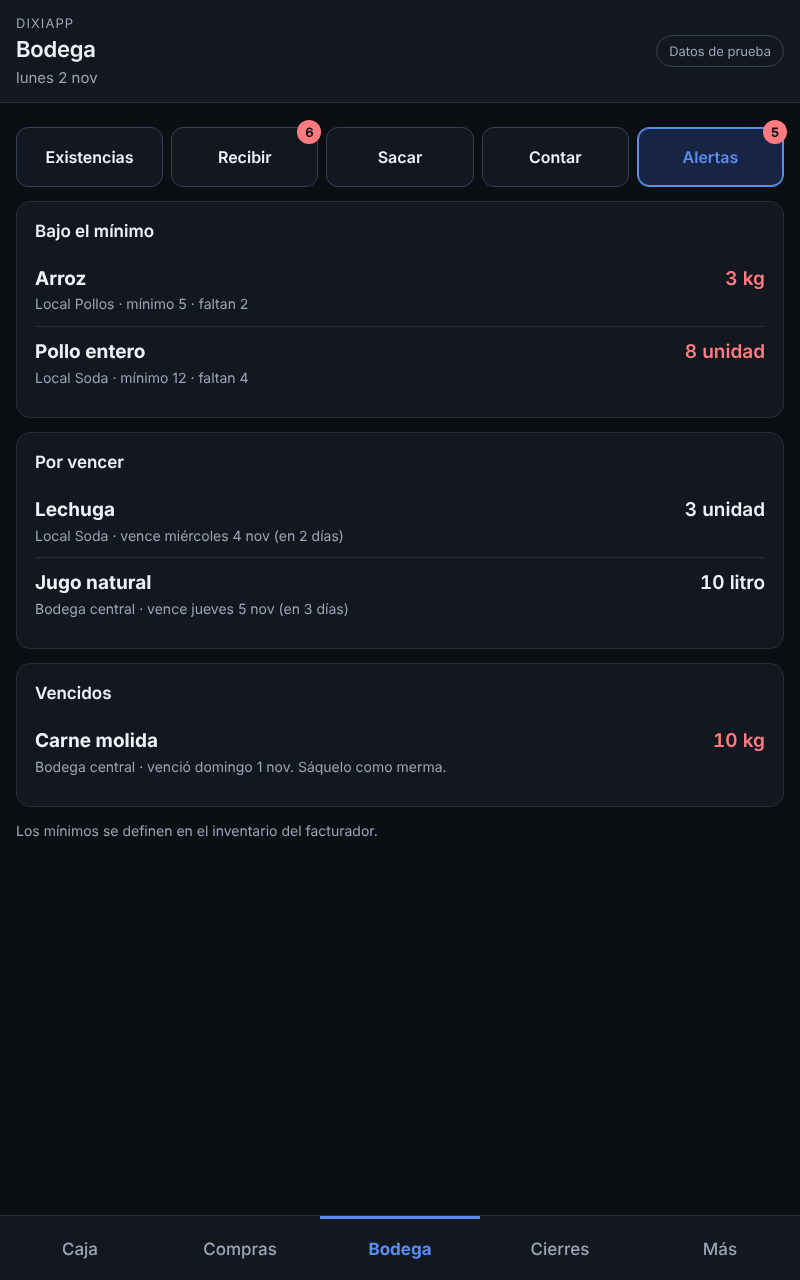 DIXIAPP
Bodega
lunes 2 nov
Datos de prueba
Existencias
Recibir
6
Sacar
Contar
Alertas
5
Bajo el mínimo
Arroz
3 kg
Local Pollos · mínimo 5 · faltan 2
Pollo entero
8 unidad
Local Soda · mínimo 12 · faltan 4
Por vencer
Lechuga
3 unidad
Local Soda · vence miércoles 4 nov (en 2 días)
Jugo natural
10 litro
Bodega central · vence jueves 5 nov (en 3 días)
Vencidos
Carne molida
10 kg
Bodega central · venció domingo 1 nov. Sáquelo como merma.
Los mínimos se definen en el inventario del facturador.
Caja
Compras
Bodega
Cierres
Más